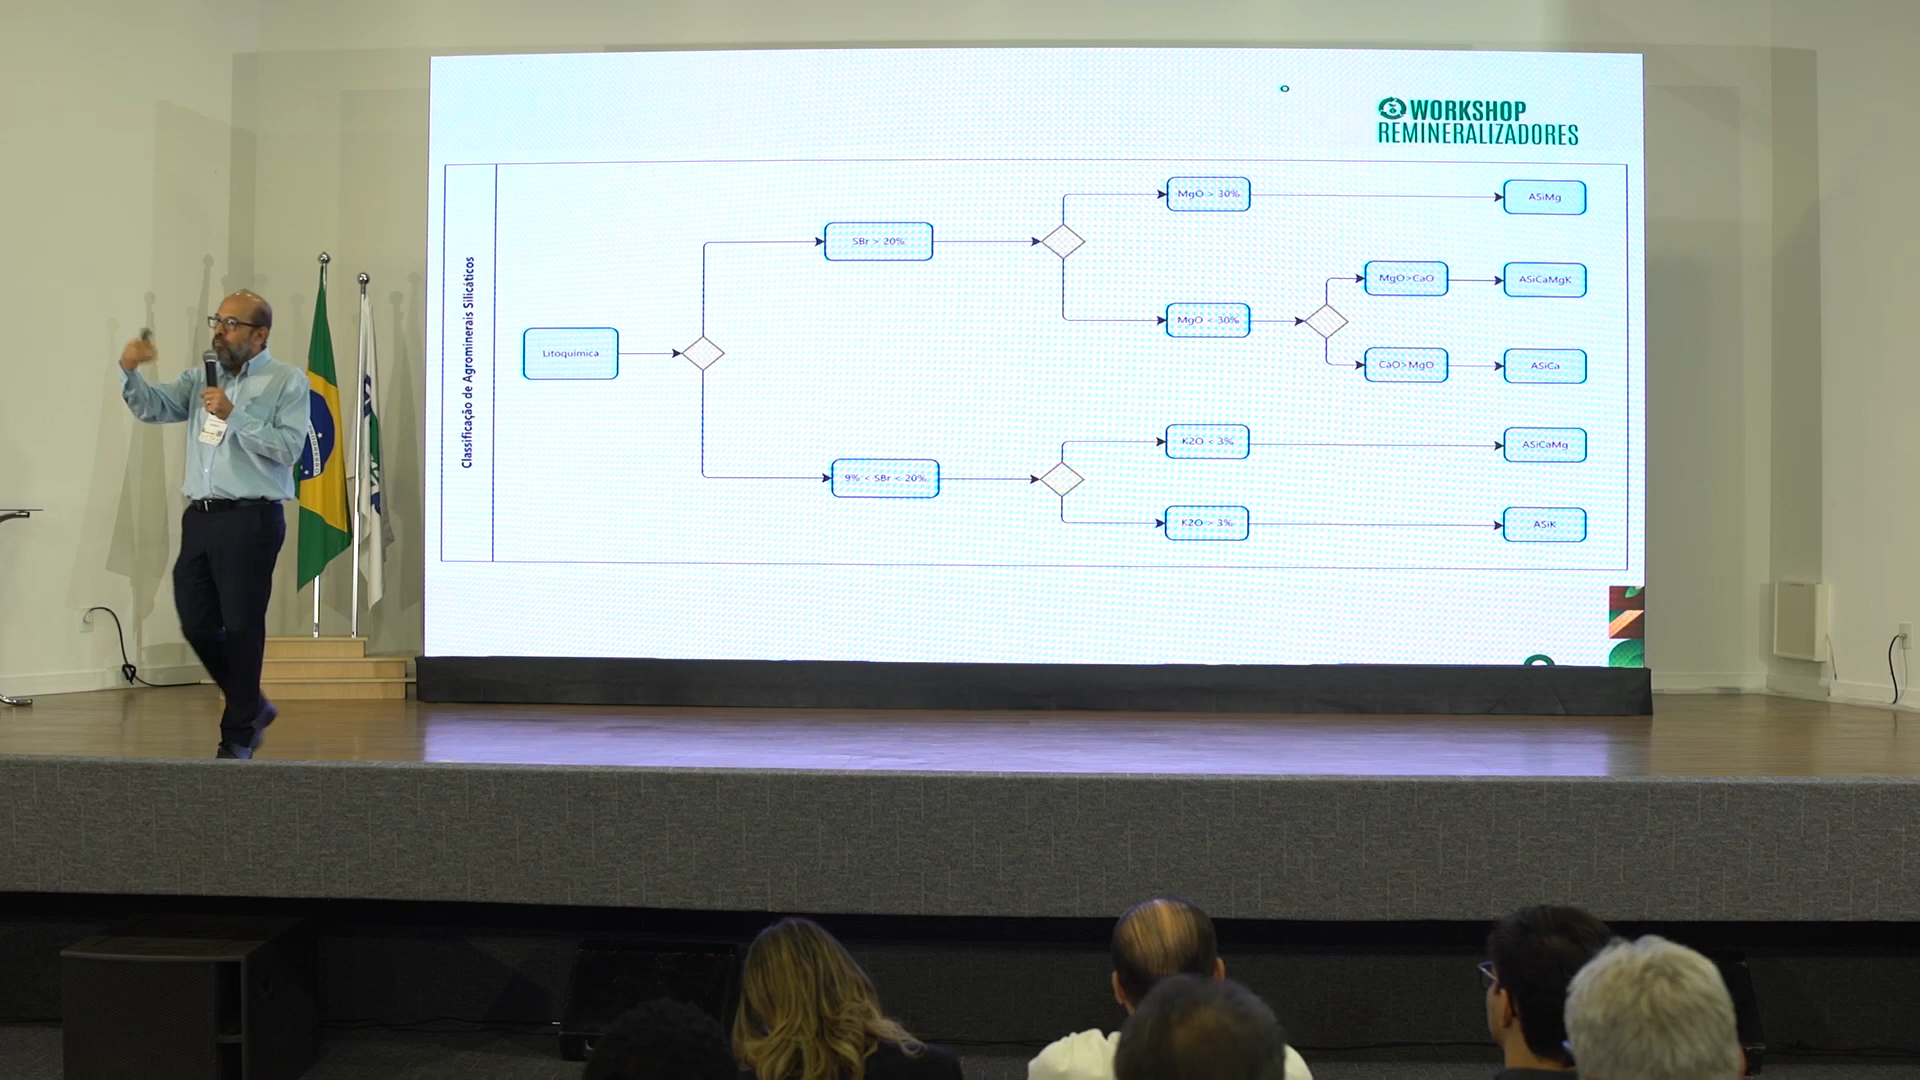 WORKSHOP
REMINERALIZADORES
Classificação de Agrominerais Silicáticos
Litoquímica
SBr > 20%
MgO > 30%
ASiMg
MgO < 30%
MgO>CaO
ASiCaMgK
CaO>MgO
ASiCa
9% < SBr < 20%
K2O < 3%
ASiCaMg
K2O > 3%
ASiK